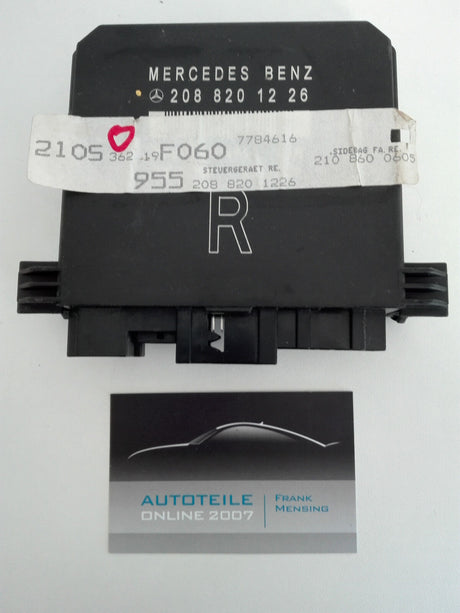 MERCEDES BENZ
208 820 12 26
7784616
210S 362 19 F060
.SIDEBAG FA.RE.
STEUERGERAET RE.
210 860 0605
955 208 820 1226
R
AUTOTEILE
ONLINE 2007
FRANK
MENSING